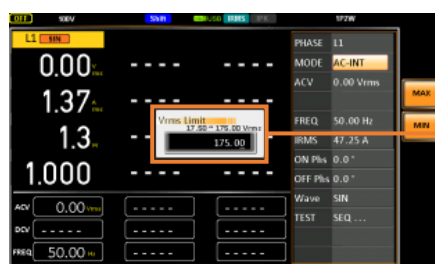 OFF 100V Shift USB IRMS 1P2W
L1 SIN PHASE L1
0.00 - - - - - - - - MODE AC-INT
ACV 0.00 Vrms
MAX
1.37 - - - -
Vrms Limit FREQ 50.00 Hz MIN
17.50 ~ 175.00 Vrms
1.3 - - - - 175.00 IRMS 47.25 A
ON Phs 0.0°
1.000 - - - - - - - - OFF Phs 0.0°
Wave SIN
ACV 0.00 Vrms - - - - - - - - - -
TEST SEQ ...
DCV - - - - - - - - - - - - - - -
FREQ 50.00 Hz - - - - - - - - - -